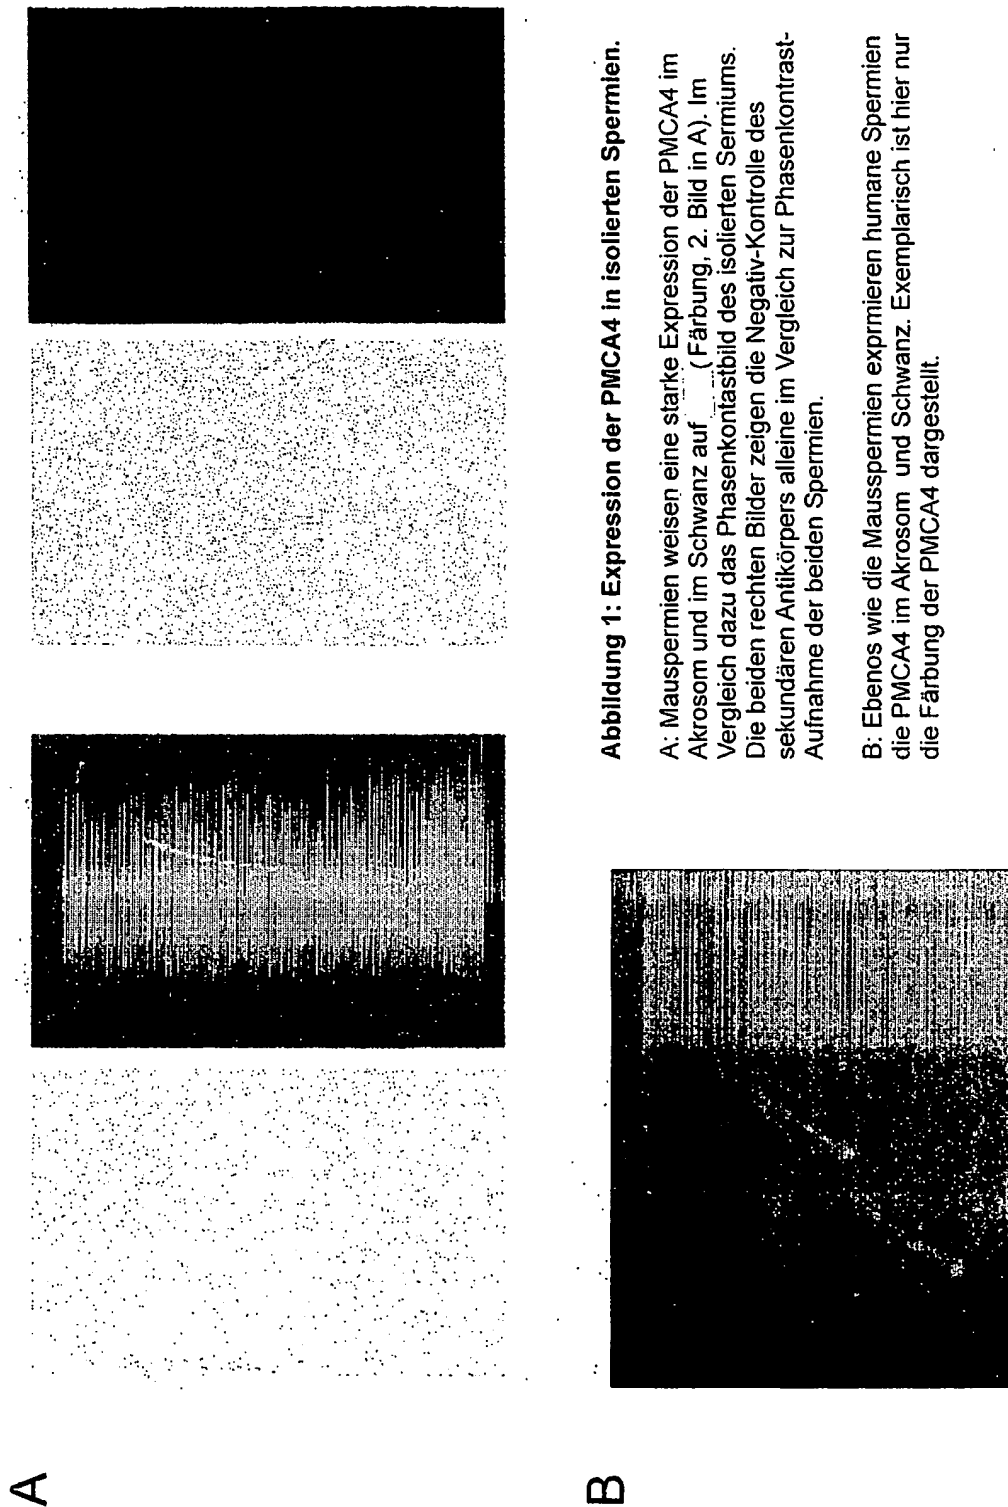 A
B
Abbildung 1: Expression der PMCA4 in isolierten Spermien.
A: Mauspermien weisen eine starke Expression der PMCA4 im
Akrosom und im Schwanz auf (Färbung, 2. Bild in A). Im
Vergleich dazu das Phasenkontastbild des isolierten Sermiums.
Die beiden rechten Bilder zeigen die Negativ-Kontrolle des
sekundären Antikörpers alleine im Vergleich zur Phasenkontrast-
Aufnahme der beiden Spermien.
B: Ebenos wie die Mausspermien exprmieren humane Spermien
die PMCA4 im Akrosom und Schwanz. Exemplarisch ist hier nur
die Färbung der PMCA4 dargestellt.